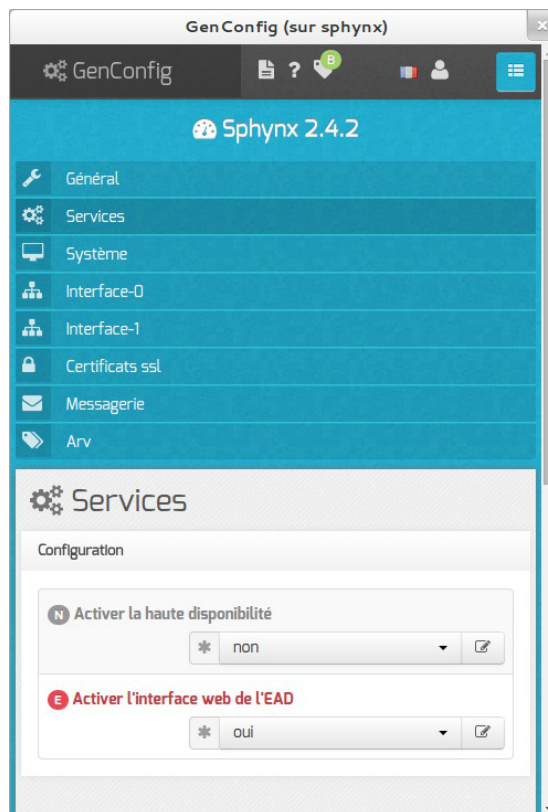 GenConfig (sur sphynx)
GenConfig ? B
Sphynx 2.4.2
Général
Services
Système
Interface-0
Interface-1
Certificats ssl
Messagerie
Arv
Services
Configuration
N Activer la haute disponibilité
non
E Activer l'interface web de l'EAD
oui